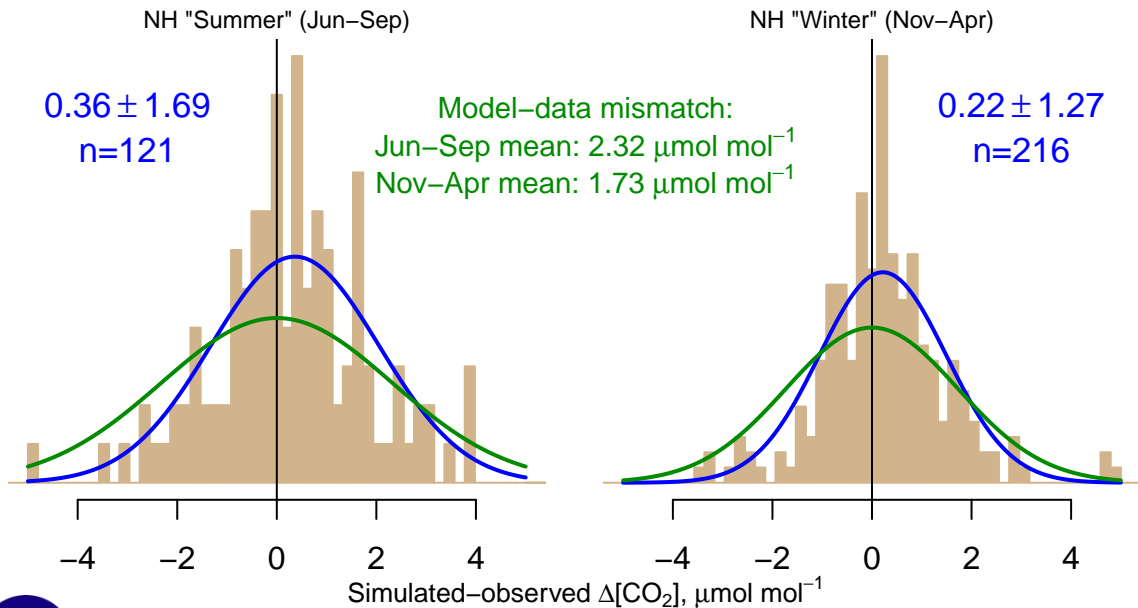 NH "Summer" (Jun−Sep)
NH "Winter" (Nov−Apr)
0.36 ± 1.69
n=121
Model−data mismatch:
Jun−Sep mean: 2.32 μmol mol⁻¹
Nov−Apr mean: 1.73 μmol mol⁻¹
0.22 ± 1.27
n=216
−4 −2 0 2 4
−4 −2 0 2 4
Simulated−observed Δ[CO₂], μmol mol⁻¹